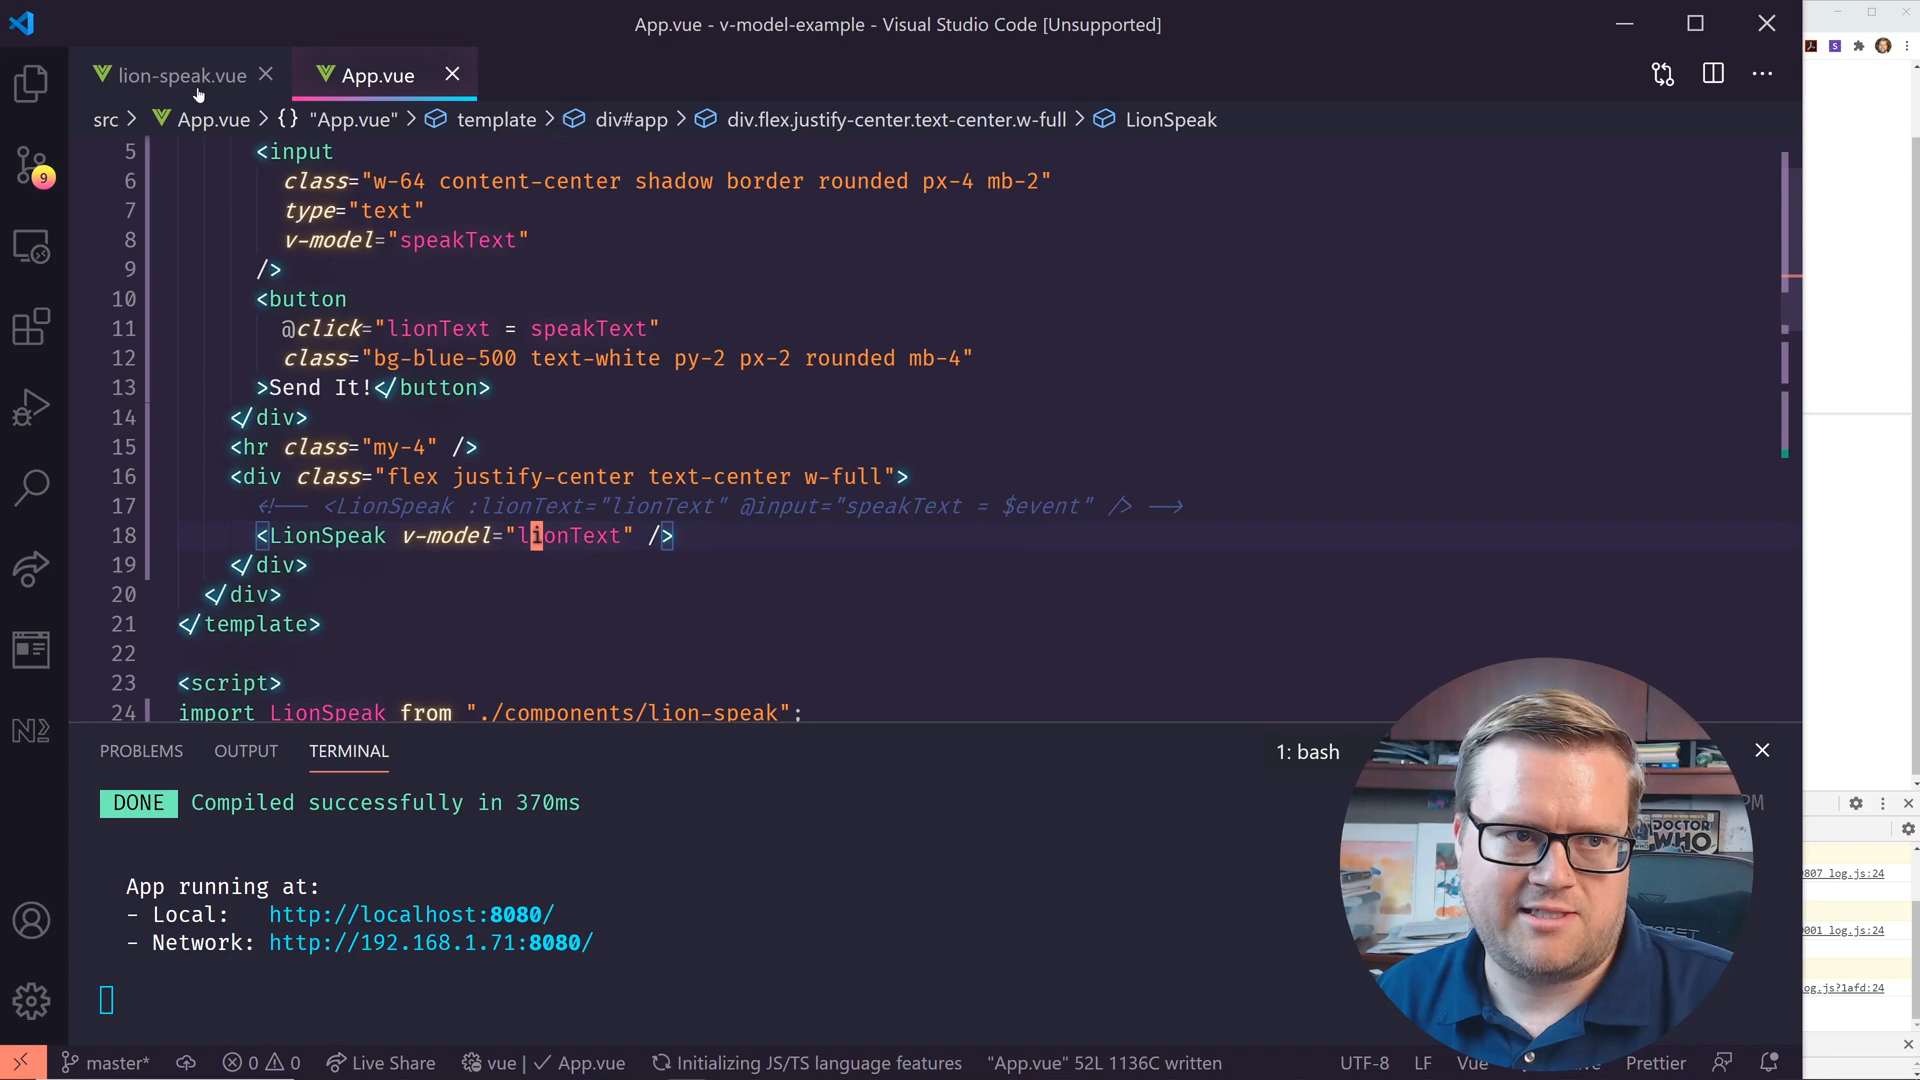 App.vue - v-model-example - Visual Studio Code [Unsupported]
lion-speak.vue
App.vue
src > App.vue > {} "App.vue" > template > div#app > div.flex.justify-center.text-center.w-full > LionSpeak
5 <input
6 class="w-64 content-center shadow border rounded px-4 mb-2"
7 type="text"
8 v-model="speakText"
9 />
10 <button
11 @click="lionText = speakText"
12 class="bg-blue-500 text-white py-2 px-2 rounded mb-4"
13 >Send It!</button>
14 </div>
15 <hr class="my-4" />
16 <div class="flex justify-center text-center w-full">
17 <!-- <LionSpeak :lionText="lionText" @input="speakText = $event" /> -->
18 <LionSpeak v-model="lionText" />
19 </div>
20 </div>
21 </template>
22
23 <script>
24 import LionSpeak from "./components/lion-speak";
PROBLEMS OUTPUT TERMINAL 1: bash
DONE Compiled successfully in 370ms
PM
App running at:
- Local: http://localhost:8080/
- Network: http://192.168.1.71:8080/
9
DOCTOR
WHO
0807 log.js:24
0001 log.js:24
log.js?1afd:24
master* 0 0 Live Share vue | App.vue Initializing JS/TS language features "App.vue" 52L 1136C written UTF-8 LF Vue Prettier